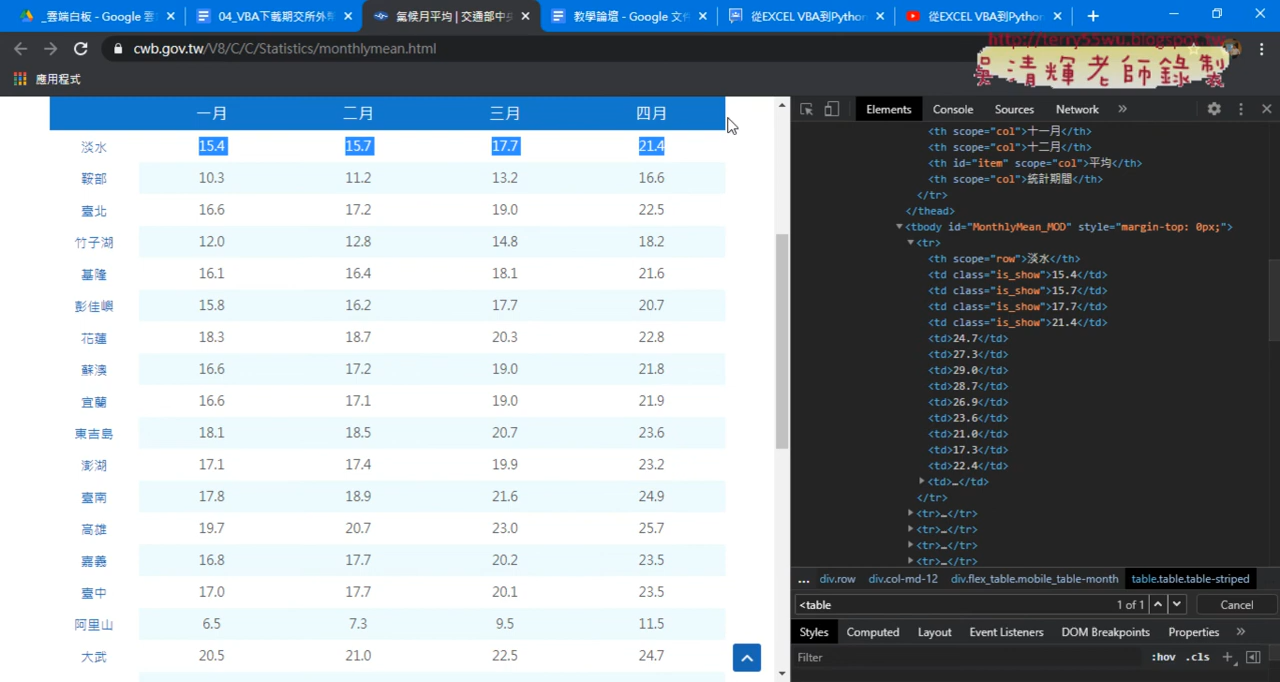 _雲端白板 - Google 雲
04_VBA下載期交所外幣
氣候月平均 | 交通部中央
教學論壇 - Google 文件
從EXCEL VBA到Python
從EXCEL VBA到Python
cwb.gov.tw/V8/C/C/Statistics/monthlymean.html
http://terry55wu.blogspot.tw
吳清輝老師錄製
應用程式
一月 二月 三月 四月
淡水 15.4 15.7 17.7 21.4
鞍部 10.3 11.2 13.2 16.6
臺北 16.6 17.2 19.0 22.5
竹子湖 12.0 12.8 14.8 18.2
基隆 16.1 16.4 18.1 21.6
彭佳嶼 15.8 16.2 17.7 20.7
花蓮 18.3 18.7 20.3 22.8
蘇澳 16.6 17.2 19.0 21.8
宜蘭 16.6 17.1 19.0 21.9
東吉島 18.1 18.5 20.7 23.6
澎湖 17.1 17.4 19.9 23.2
臺南 17.8 18.9 21.6 24.9
高雄 19.7 20.7 23.0 25.7
嘉義 16.8 17.7 20.2 23.5
臺中 17.0 17.7 20.1 23.5
阿里山 6.5 7.3 9.5 11.5
大武 20.5 21.0 22.5 24.7
Elements Console Sources Network »
<th scope="col">十一月</th>
<th scope="col">十二月</th>
<th id="item" scope="col">平均</th>
<th scope="col">統計期間</th>
</tr>
</thead>
<tbody id="MonthlyMean_MOD" style="margin-top: 0px;">
<tr>
<th scope="row">淡水</th>
<td class="is_show">15.4</td>
<td class="is_show">15.7</td>
<td class="is_show">17.7</td>
<td class="is_show">21.4</td>
<td>24.7</td>
<td>27.3</td>
<td>29.0</td>
<td>28.7</td>
<td>26.9</td>
<td>23.6</td>
<td>21.0</td>
<td>17.3</td>
<td>22.4</td>
<td>…</td>
</tr>
<tr>…</tr>
<tr>…</tr>
<tr>…</tr>
<tr>…</tr>
... div.row div.col-md-12 div.flex_table.mobile_table-month table.table.table-striped
<table 1 of 1 Cancel
Styles Computed Layout Event Listeners DOM Breakpoints Properties »
Filter :hov .cls +